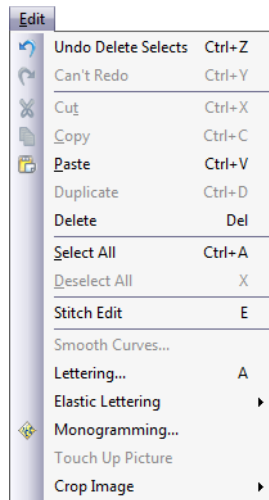 Edit
Undo Delete Selects Ctrl+Z
Can't Redo Ctrl+Y
Cut Ctrl+X
Copy Ctrl+C
Paste Ctrl+V
Duplicate Ctrl+D
Delete Del
Select All Ctrl+A
Deselect All X
Stitch Edit E
Smooth Curves...
Lettering... A
Elastic Lettering
Monogramming...
Touch Up Picture
Crop Image